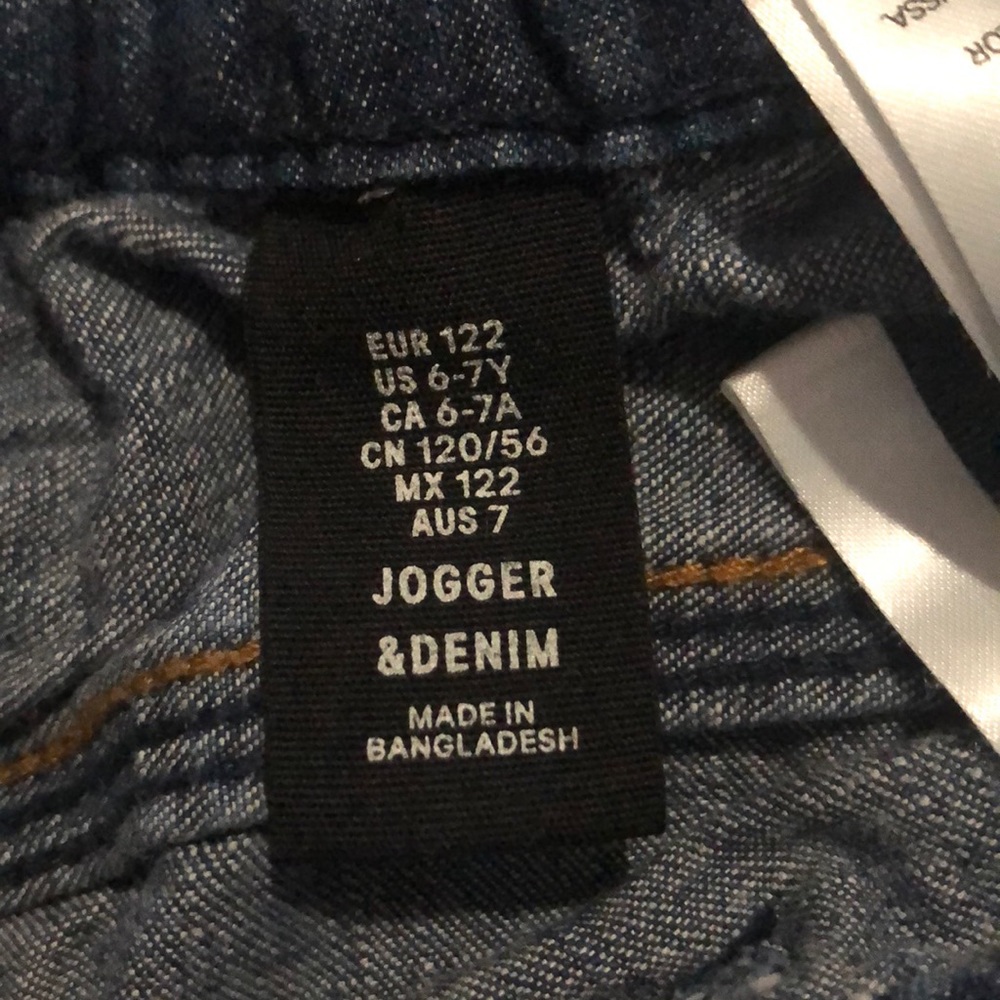 EUR 122
US 6-7Y
CA 6-7A
CN 120/56
MX 122
AUS 7
JOGGER
&DENIM
MADE IN
BANGLADESH